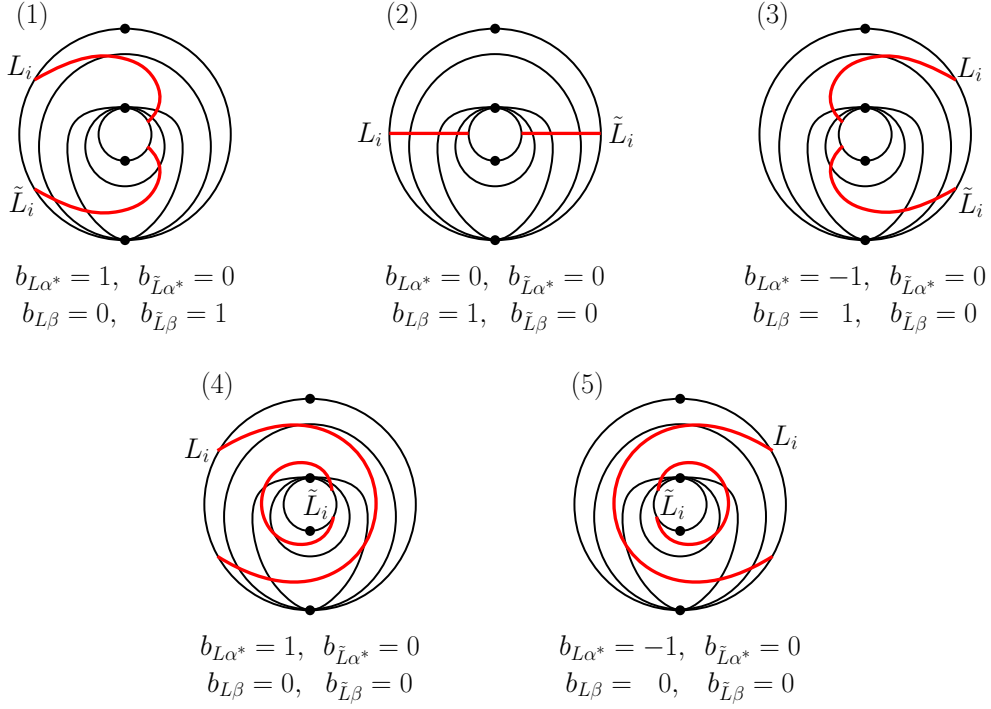 (1) (2) (3)
L_i L_i L̃_i L_i
L̃_i L̃_i
b_{Lα*} = 1, b_{L̃α*} = 0 b_{Lα*} = 0, b_{L̃α*} = 0 b_{Lα*} = −1, b_{L̃α*} = 0
b_{Lβ} = 0, b_{L̃β} = 1 b_{Lβ} = 1, b_{L̃β} = 0 b_{Lβ} = 1, b_{L̃β} = 0
(4) (5)
L_i L_i
L̃_i L̃_i
b_{Lα*} = 1, b_{L̃α*} = 0 b_{Lα*} = −1, b_{L̃α*} = 0
b_{Lβ} = 0, b_{L̃β} = 0 b_{Lβ} = 0, b_{L̃β} = 0